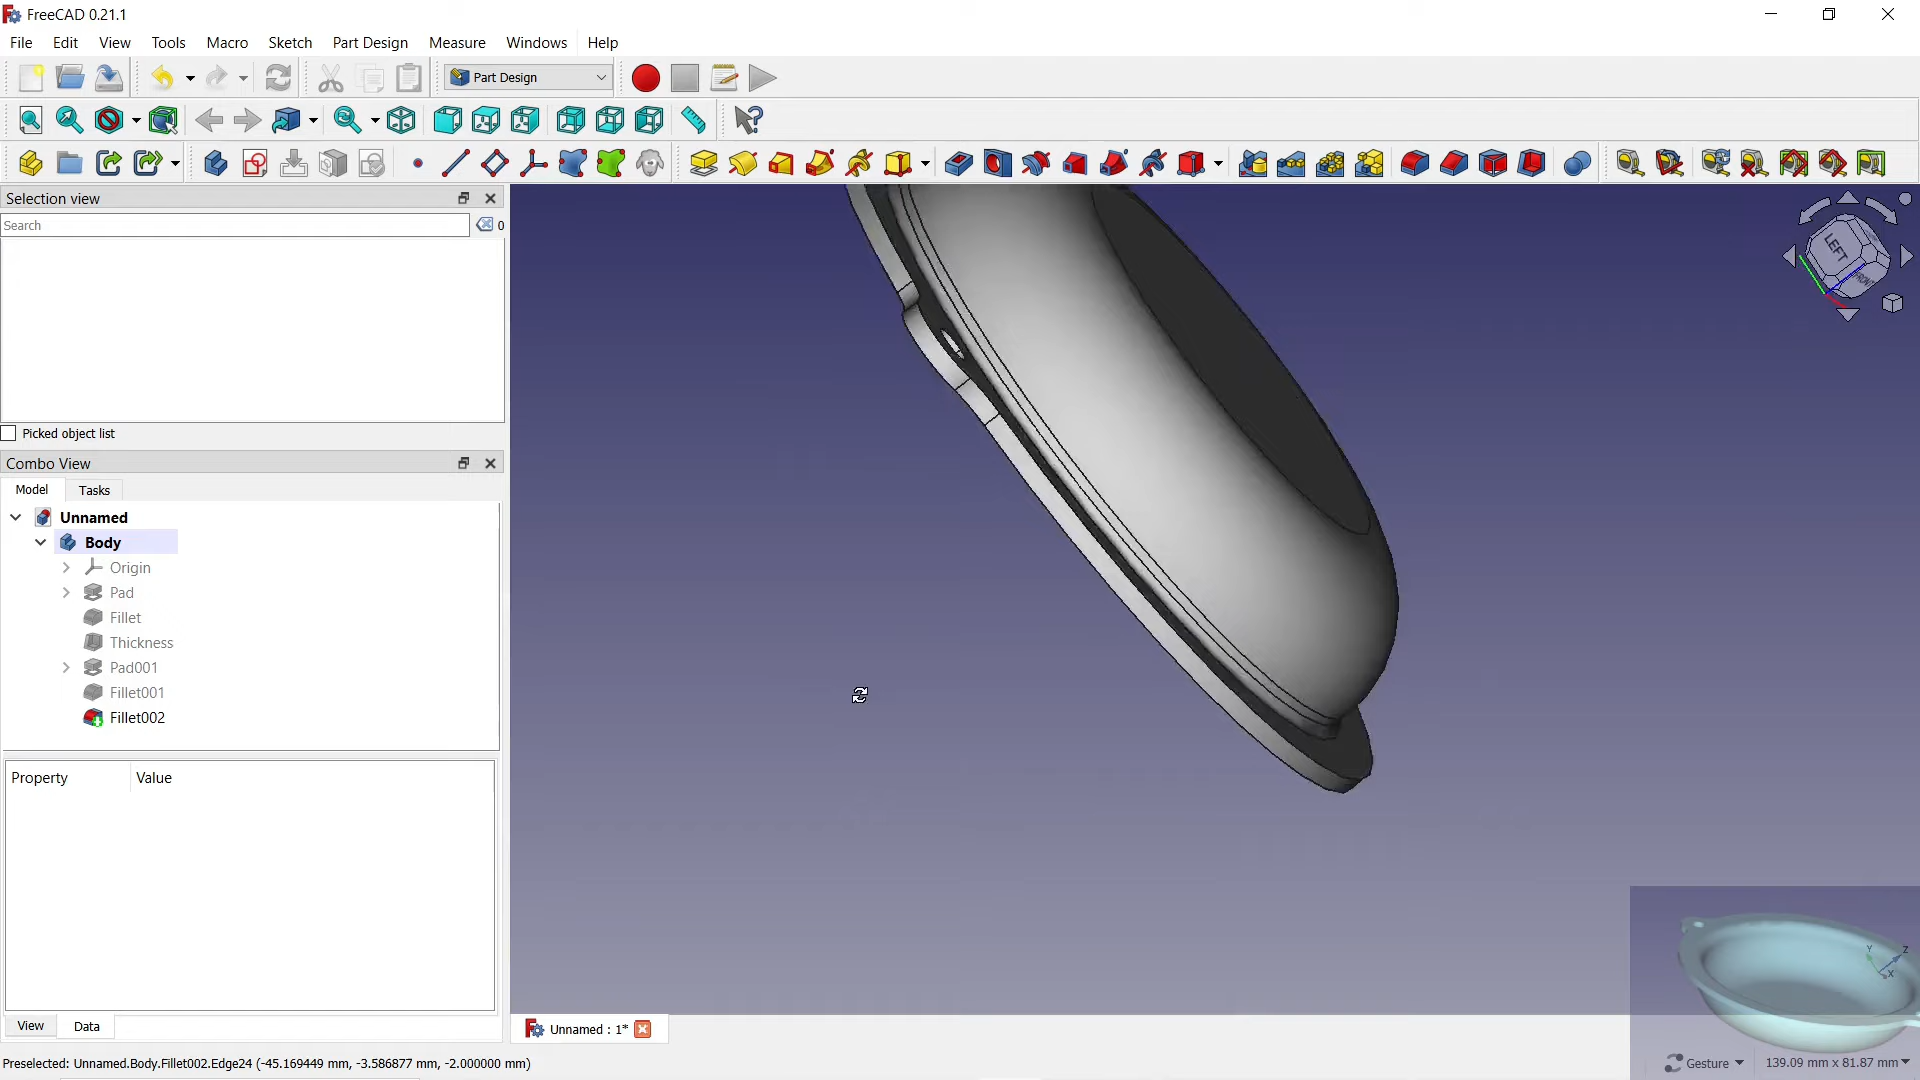 FreeCAD 0.21.1
File Edit View Tools Macro Sketch Part Design Measure Windows Help
Part Design
Selection view
Search
0
Picked object list
Combo View
Model Tasks
Unnamed
Body
Origin
Pad
Fillet
Thickness
Pad001
Fillet001
Fillet002
Property Value
View Data
Unnamed : 1*
LEFT
FRONT
Y Z
X
Preselected: Unnamed.Body.Fillet002.Edge24 (-45.169449 mm, -3.586877 mm, -2.000000 mm)
Gesture 139.09 mm x 81.87 mm